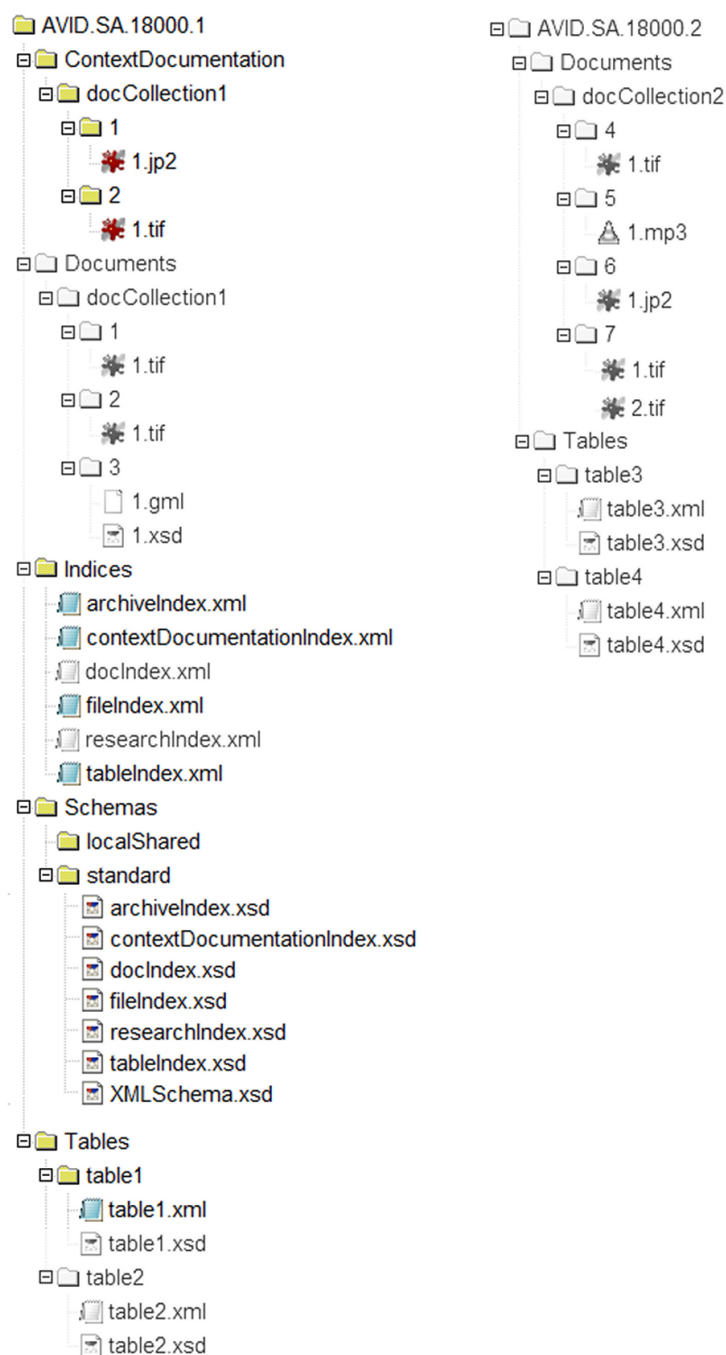 AVID.SA.18000.1
ContextDocumentation
docCollection1
1
1.jp2
2
1.tif
Documents
docCollection1
1
1.tif
2
1.tif
3
1.gml
1.xsd
Indices
archiveIndex.xml
contextDocumentationIndex.xml
docIndex.xml
fileIndex.xml
researchIndex.xml
tableIndex.xml
Schemas
localShared
standard
archiveIndex.xsd
contextDocumentationIndex.xsd
docIndex.xsd
fileIndex.xsd
researchIndex.xsd
tableIndex.xsd
XMLSchema.xsd
Tables
table1
table1.xml
table1.xsd
table2
table2.xml
table2.xsd
AVID.SA.18000.2
Documents
docCollection2
4
1.tif
5
1.mp3
6
1.jp2
7
1.tif
2.tif
Tables
table3
table3.xml
table3.xsd
table4
table4.xml
table4.xsd